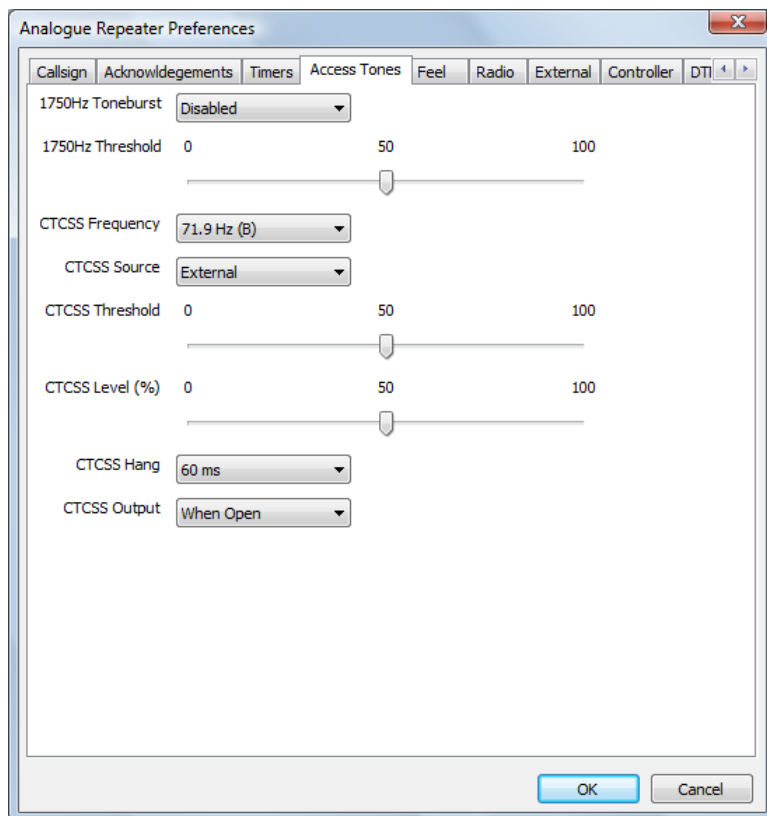 Analogue Repeater Preferences
Callsign Acknowldegements Timers Access Tones Feel Radio External Controller
1750Hz Toneburst Disabled
1750Hz Threshold 0 50 100
CTCSS Frequency 71.9 Hz (B)
CTCSS Source External
CTCSS Threshold 0 50 100
CTCSS Level (%) 0 50 100
CTCSS Hang 60 ms
CTCSS Output When Open
OK Cancel